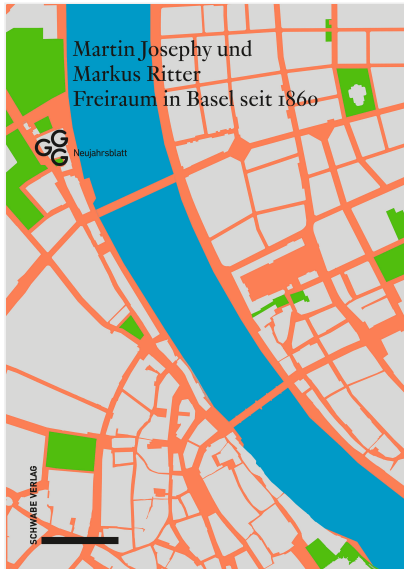 Martin Josephy und
Markus Ritter
Freiraum in Basel seit 1860
GGG
Neujahrsblatt
SCHWABE VERLAG